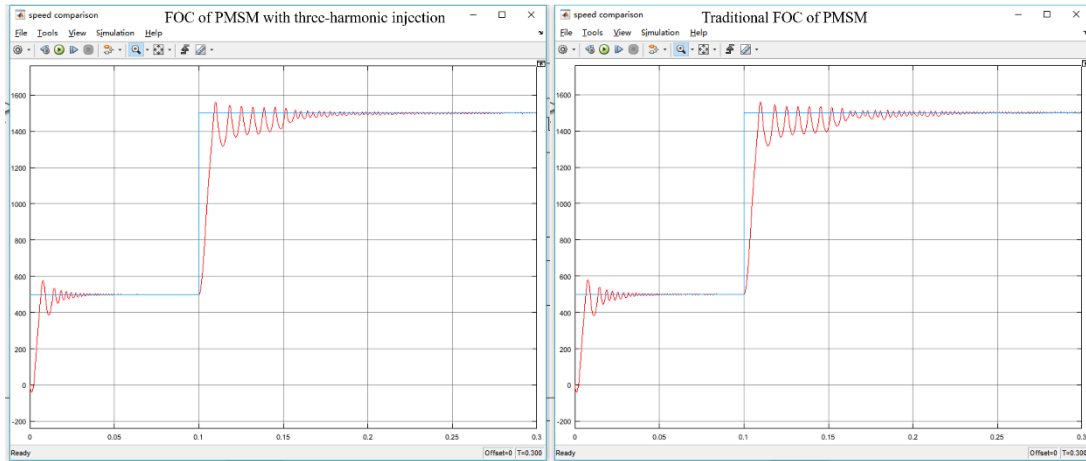 speed comparison
FOC of PMSM with three-harmonic injection
File Tools View Simulation Help
1600
1400
1200
1000
800
600
400
200
0
-200
0 0.05 0.1 0.15 0.2 0.25 0.3
Ready Offset=0 T=0.300
speed comparison
Traditional FOC of PMSM
File Tools View Simulation Help
1600
1400
1200
1000
800
600
400
200
0
-200
0 0.05 0.1 0.15 0.2 0.25 0.3
Ready Offset=0 T=0.300